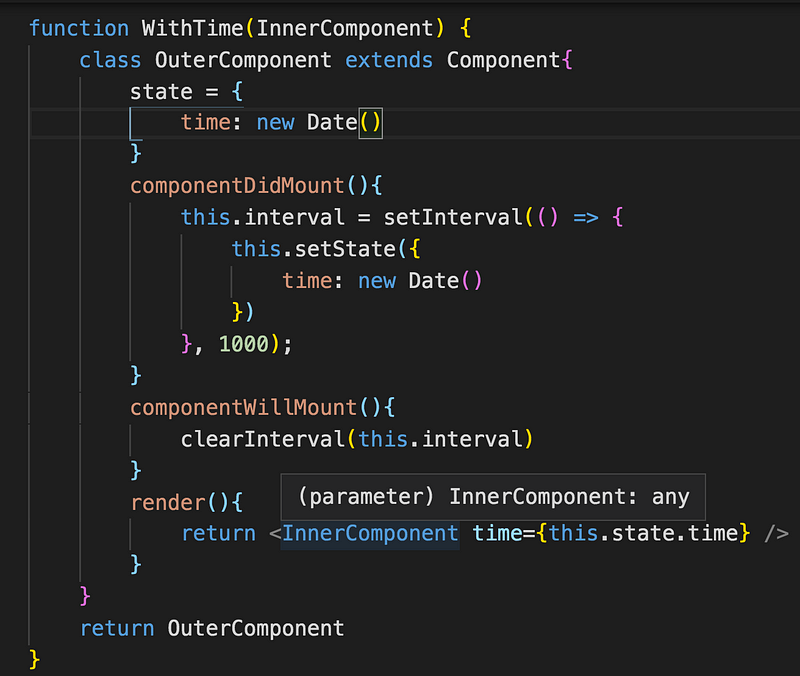 function WithTime(InnerComponent) {
    class OuterComponent extends Component{
        state = {
            time: new Date()
        }
        componentDidMount(){
            this.interval = setInterval(() => {
                this.setState({
                    time: new Date()
                })
            }, 1000);
        }
        componentWillMount(){
            clearInterval(this.interval)
        }
        render(){
(parameter) InnerComponent: any
            return <InnerComponent time={this.state.time} />
        }
    }
    return OuterComponent
}